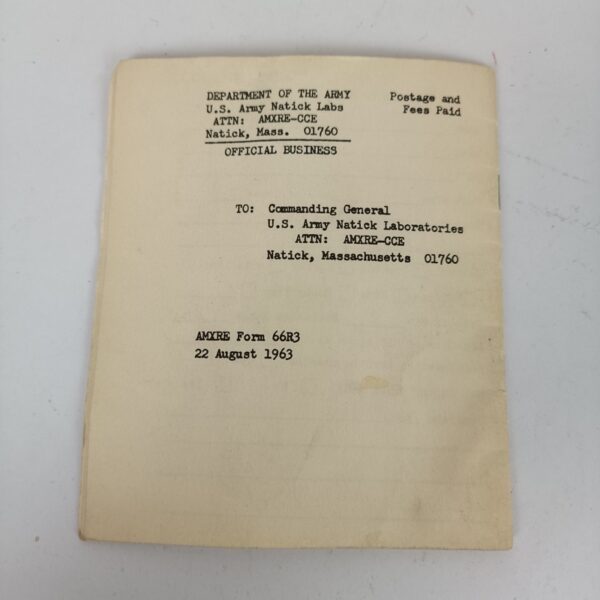 DEPARTMENT OF THE ARMY
U.S. Army Natick Labs
ATTN: AMXRE-CCE
Natick, Mass. 01760
OFFICIAL BUSINESS
Postage and
Fees Paid
TO: Commanding General
U.S. Army Natick Laboratories
ATTN: AMXRE-CCE
Natick, Massachusetts 01760
AMXRE Form 66R3
22 August 1963